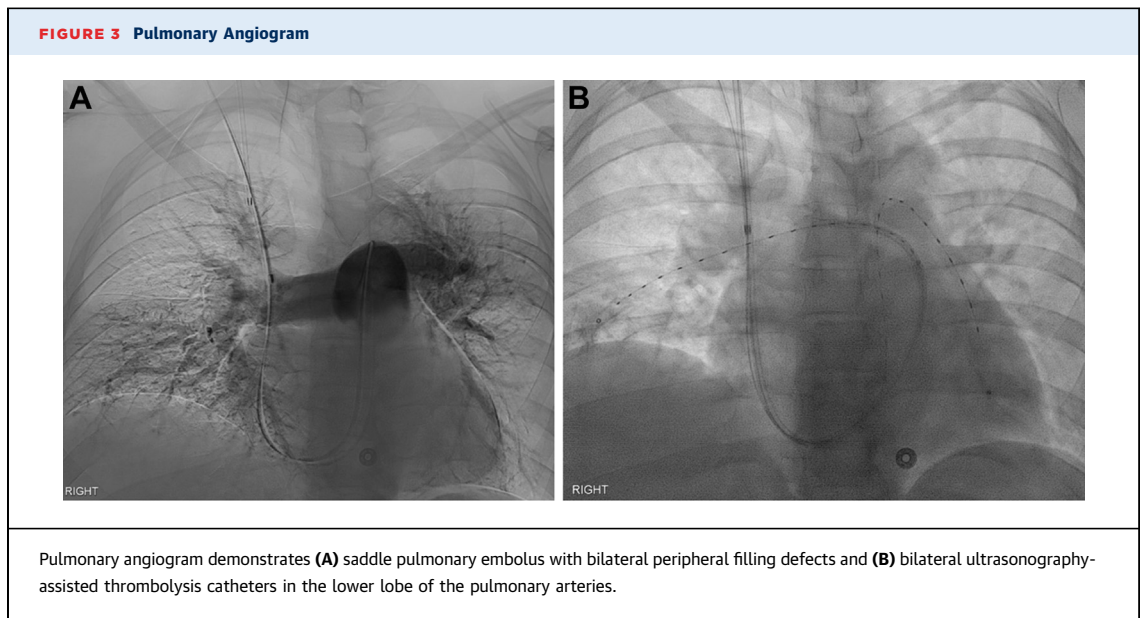 FIGURE 3 Pulmonary Angiogram
A
B
RIGHT
RIGHT
Pulmonary angiogram demonstrates (A) saddle pulmonary embolus with bilateral peripheral filling defects and (B) bilateral ultrasonography-
assisted thrombolysis catheters in the lower lobe of the pulmonary arteries.